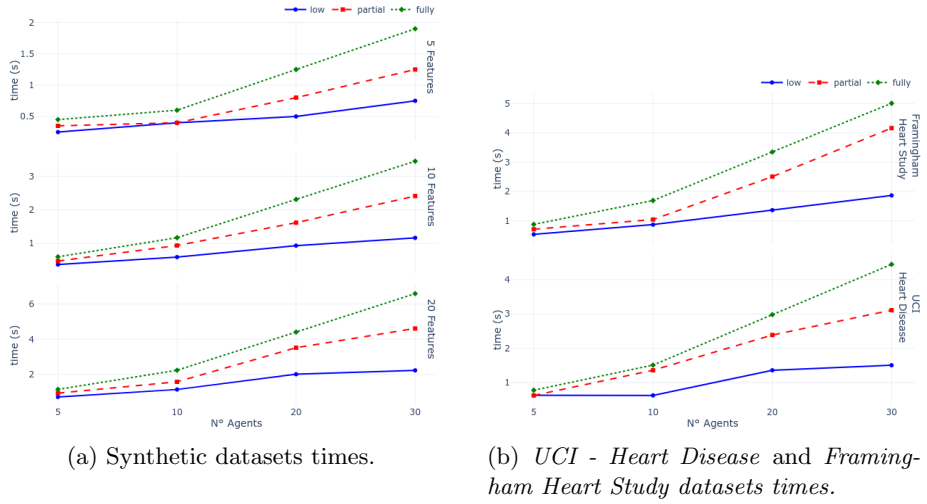 low partial fully
2
1.5
1
0.5
time (s)
5 Features
3
2
1
time (s)
10 Features
6
4
2
time (s)
20 Features
5 10 20 30
N° Agents
(a) Synthetic datasets times.
low partial fully
5
4
3
2
1
time (s)
Framingham
Heart Study
4
3
2
1
time (s)
UCI
Heart Disease
5 10 20 30
N° Agents
(b) UCI - Heart Disease and Framing-
ham Heart Study datasets times.